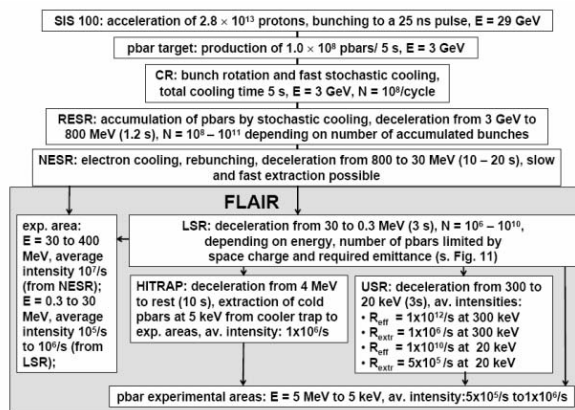 SIS 100: acceleration of 2.8 × 10¹³ protons, bunching to a 25 ns pulse, E = 29 GeV
pbar target: production of 1.0 × 10⁸ pbars/ 5 s, E = 3 GeV
CR: bunch rotation and fast stochastic cooling,
total cooling time 5 s, E = 3 GeV, N = 10⁸/cycle
RESR: accumulation of pbars by stochastic cooling, deceleration from 3 GeV to
800 MeV (1.2 s), N = 10⁸ – 10¹¹ depending on number of accumulated bunches
NESR: electron cooling, rebunching, deceleration from 800 to 30 MeV (10 – 20 s), slow
and fast extraction possible
FLAIR
exp. area:
E = 30 to 400
MeV, average
intensity 10⁷/s
(from NESR);
E = 0.3 to 30
MeV, average
intensity 10⁵/s
to 10⁶/s (from
LSR);
LSR: deceleration from 30 to 0.3 MeV (3 s), N = 10⁶ – 10¹⁰,
depending on energy, number of pbars limited by
space charge and required emittance (s. Fig. 11)
HITRAP: deceleration from 4 MeV
to rest (10 s), extraction of cold
pbars at 5 keV from cooler trap to
exp. areas, av. intensity: 1x10⁶/s
USR: deceleration from 300 to
20 keV (3s), av. intensities:
• R_eff = 1x10¹²/s at 300 keV
• R_extr = 1x10⁶/s at 300 keV
• R_eff = 1x10¹⁰/s at 20 keV
• R_extr = 5x10⁵/s at 20 keV
pbar experimental areas: E = 5 MeV to 5 keV, av. intensity:5x10⁵/s to1x10⁶/s